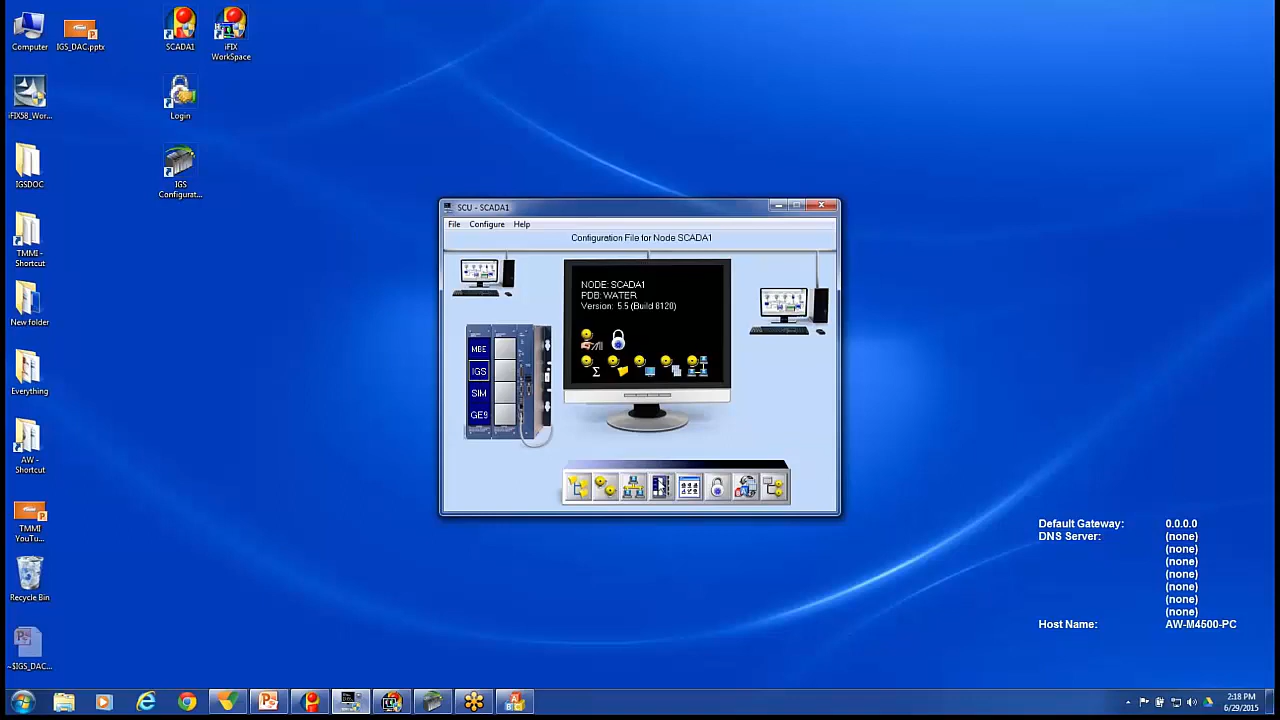 Computer
IGS_DAC.pptx
SCADA1
iFIX
WorkSpace
iFIX58_Wor...
Login
IGSDOC
IGS
Configurat...
TMMI -
Shortcut
New folder
Everything
AW -
Shortcut
TMMI
YouTu...
Recycle Bin
~$IGS_DAC...
SCU - SCADA1
File Configure Help
Configuration File for Node SCADA1
NODE: SCADA1
PDB: WATER
Version: 5.5 (Build 8120)
MBE
IGS
SIM
GE9
Default Gateway: 0.0.0.0
DNS Server: (none)
(none)
(none)
(none)
(none)
(none)
(none)
Host Name: AW-M4500-PC
2:18 PM
6/29/2015